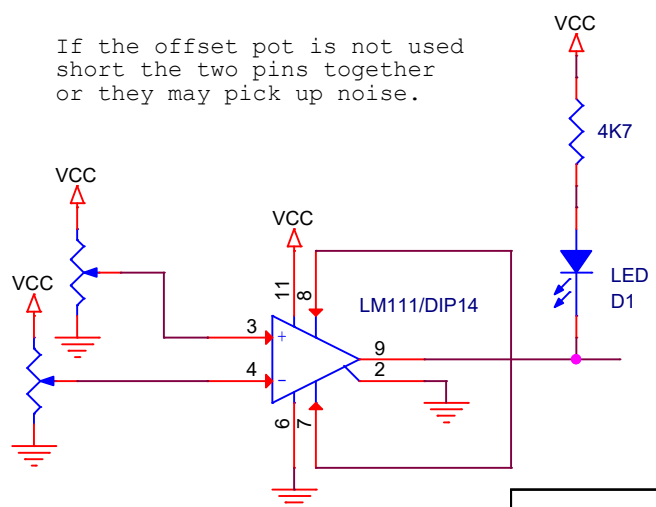 If the offset pot is not used
short the two pins together
or they may pick up noise.
VCC
4K7
VCC
VCC
VCC
11
8
LM111/DIP14
LED
D1
3
+
9
4
−
2
6
7